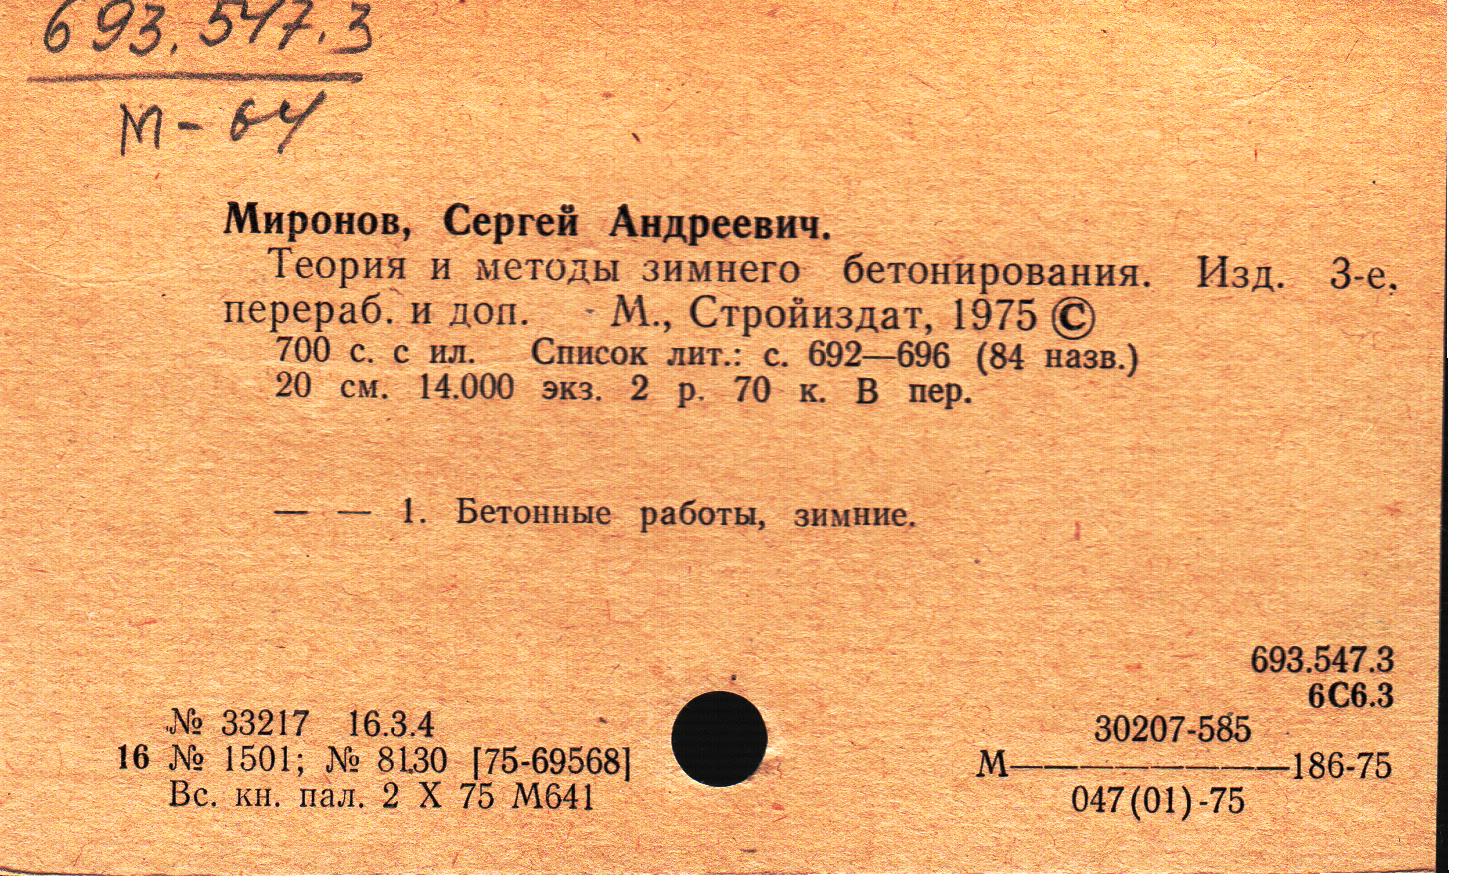 693.547.3
М-64
Миронов, Сергей Андреевич.
Теория и методы зимнего бетонирования. Изд. 3-е,
перераб. и доп. - М., Стройиздат, 1975 ©
700 с. с ил. Список лит.: с. 692—696 (84 назв.)
20 см. 14.000 экз. 2 р. 70 к. В пер.
— — 1. Бетонные работы, зимние.
693.547.3
6С6.3
№ 33217 16.3.4
16 № 1501; № 8130 [75-69568]
Вс. кн. пал. 2 X 75 М641
30207-585
М————————186-75
047(01)-75